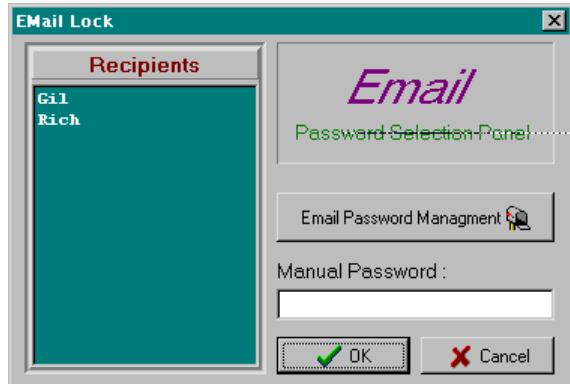 EMail Lock
Recipients
Gil
Rich
Email
Password Selection Panel
Email Password Managment
Manual Password :
OK
Cancel